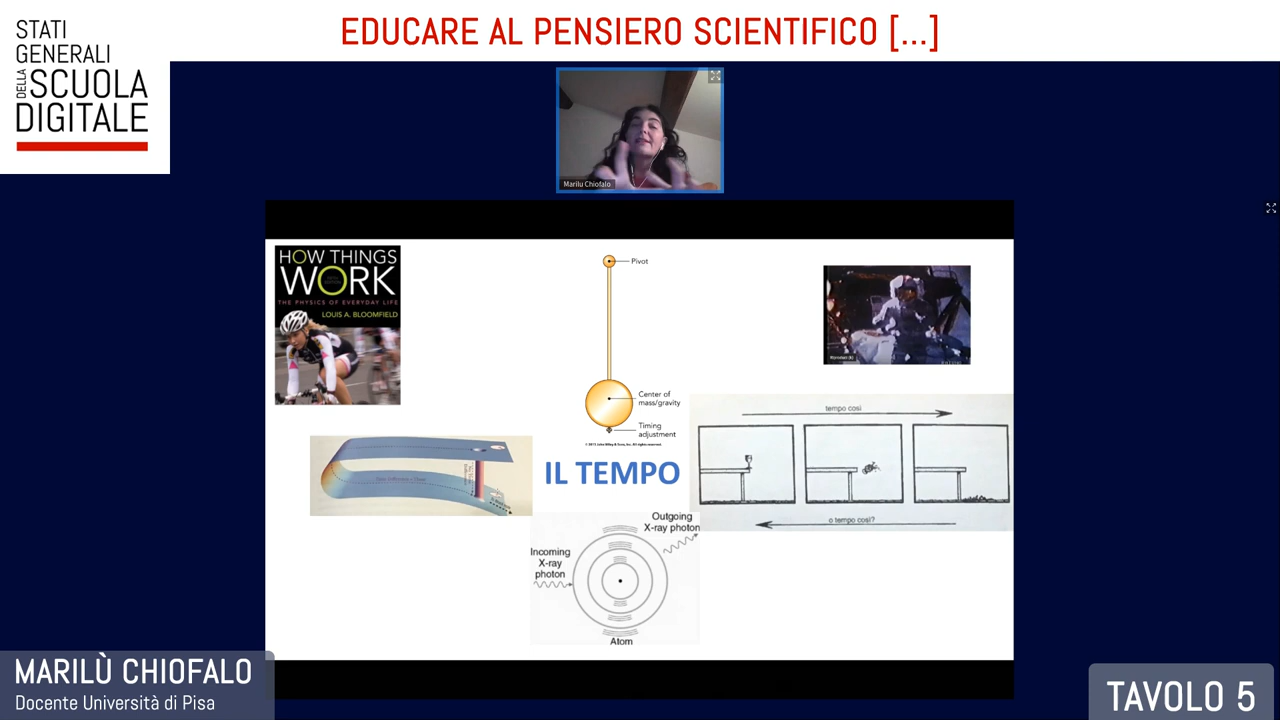 STATI
GENERALI
DELLA
SCUOLA
DIGITALE
EDUCARE AL PENSIERO SCIENTIFICO [...]
Marilu Chiofalo
HOW THINGS
WORK
THE PHYSICS OF EVERYDAY LIFE
LOUIS A. BLOOMFIELD
Pivot
Center of
mass/gravity
Timing
adjustment
IL TEMPO
tempo così
o tempo così?
Incoming
X-ray
photon
Outgoing
X-ray photon
Atom
MARILÙ CHIOFALO
Docente Università di Pisa
TAVOLO 5